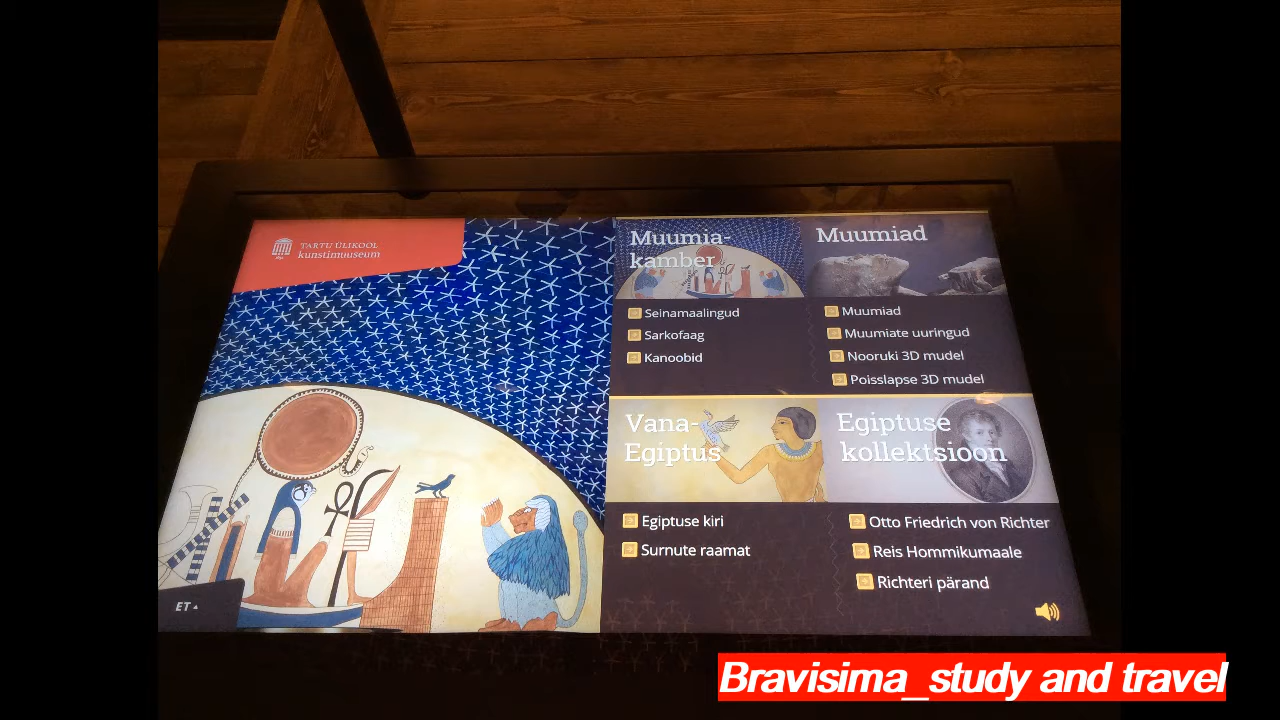 TARTU ÜLIKOOL
kunstimuuseum
Muumia-
kamber
Seinamaalingud
Sarkofaag
Kanoobid
Muumiad
Muumiad
Muumiate uuringud
Nooruki 3D mudel
Poisslapse 3D mudel
Vana-
Egiptus
Egiptuse kiri
Surnute raamat
Egiptuse
kollektsioon
Otto Friedrich von Richter
Reis Hommikumaale
Richteri pärand
ET
Bravisima_study and travel